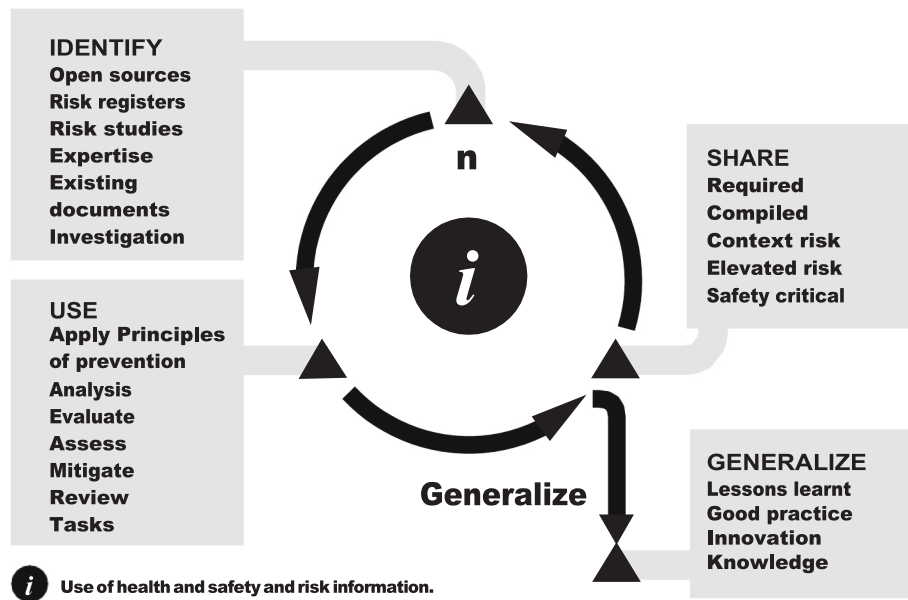 IDENTIFY
Open sources
Risk registers
Risk studies
Expertise
Existing
documents
Investigation
n
i
SHARE
Required
Compiled
Context risk
Elevated risk
Safety critical
USE
Apply Principles
of prevention
Analysis
Evaluate
Assess
Mitigate
Review
Tasks
Generalize
GENERALIZE
Lessons learnt
Good practice
Innovation
Knowledge
i Use of health and safety and risk information.